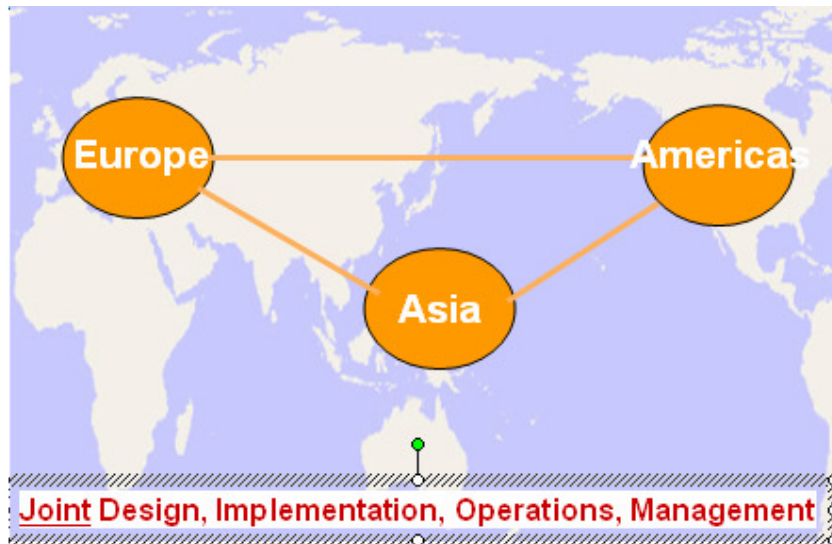 Europe
Americas
Asia
Joint Design, Implementation, Operations, Management